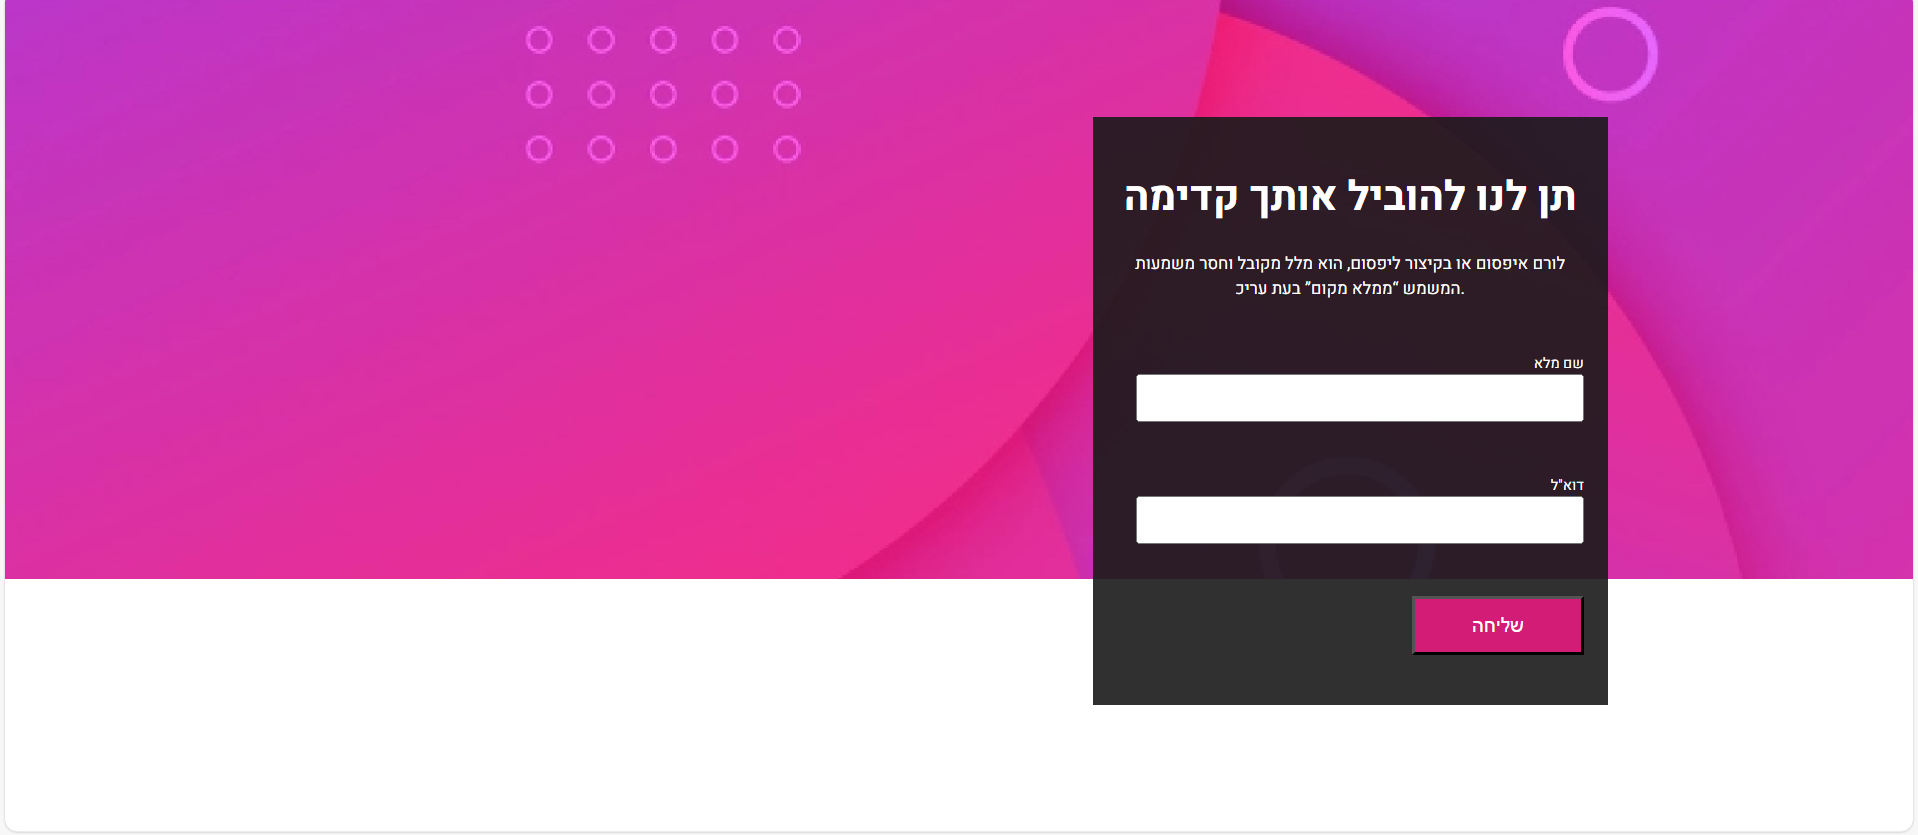 תן לנו להוביל אותך קדימה
לורם איפסום או בקיצור ליפסום, הוא מלל מקובל וחסר משמעות
המשמש “ממלא מקום” בעת עריכ.
שם מלא
דוא"ל
שליחה